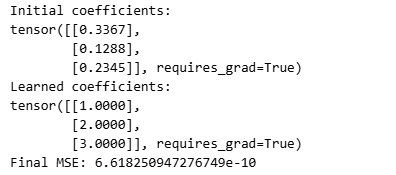 Initial coefficients:
tensor([[0.3367],
        [0.1288],
        [0.2345]], requires_grad=True)
Learned coefficients:
tensor([[1.0000],
        [2.0000],
        [3.0000]], requires_grad=True)
Final MSE: 6.618250947276749e-10